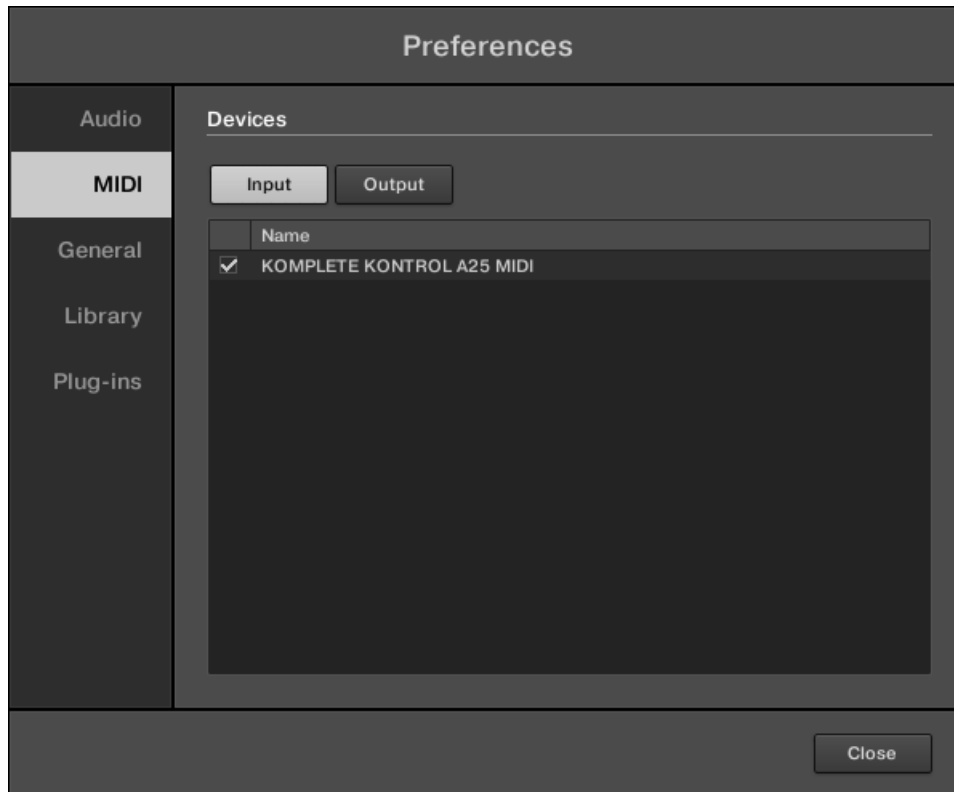 Preferences
Audio
MIDI
General
Library
Plug-ins
Devices
Input Output
Name
KOMPLETE KONTROL A25 MIDI
Close